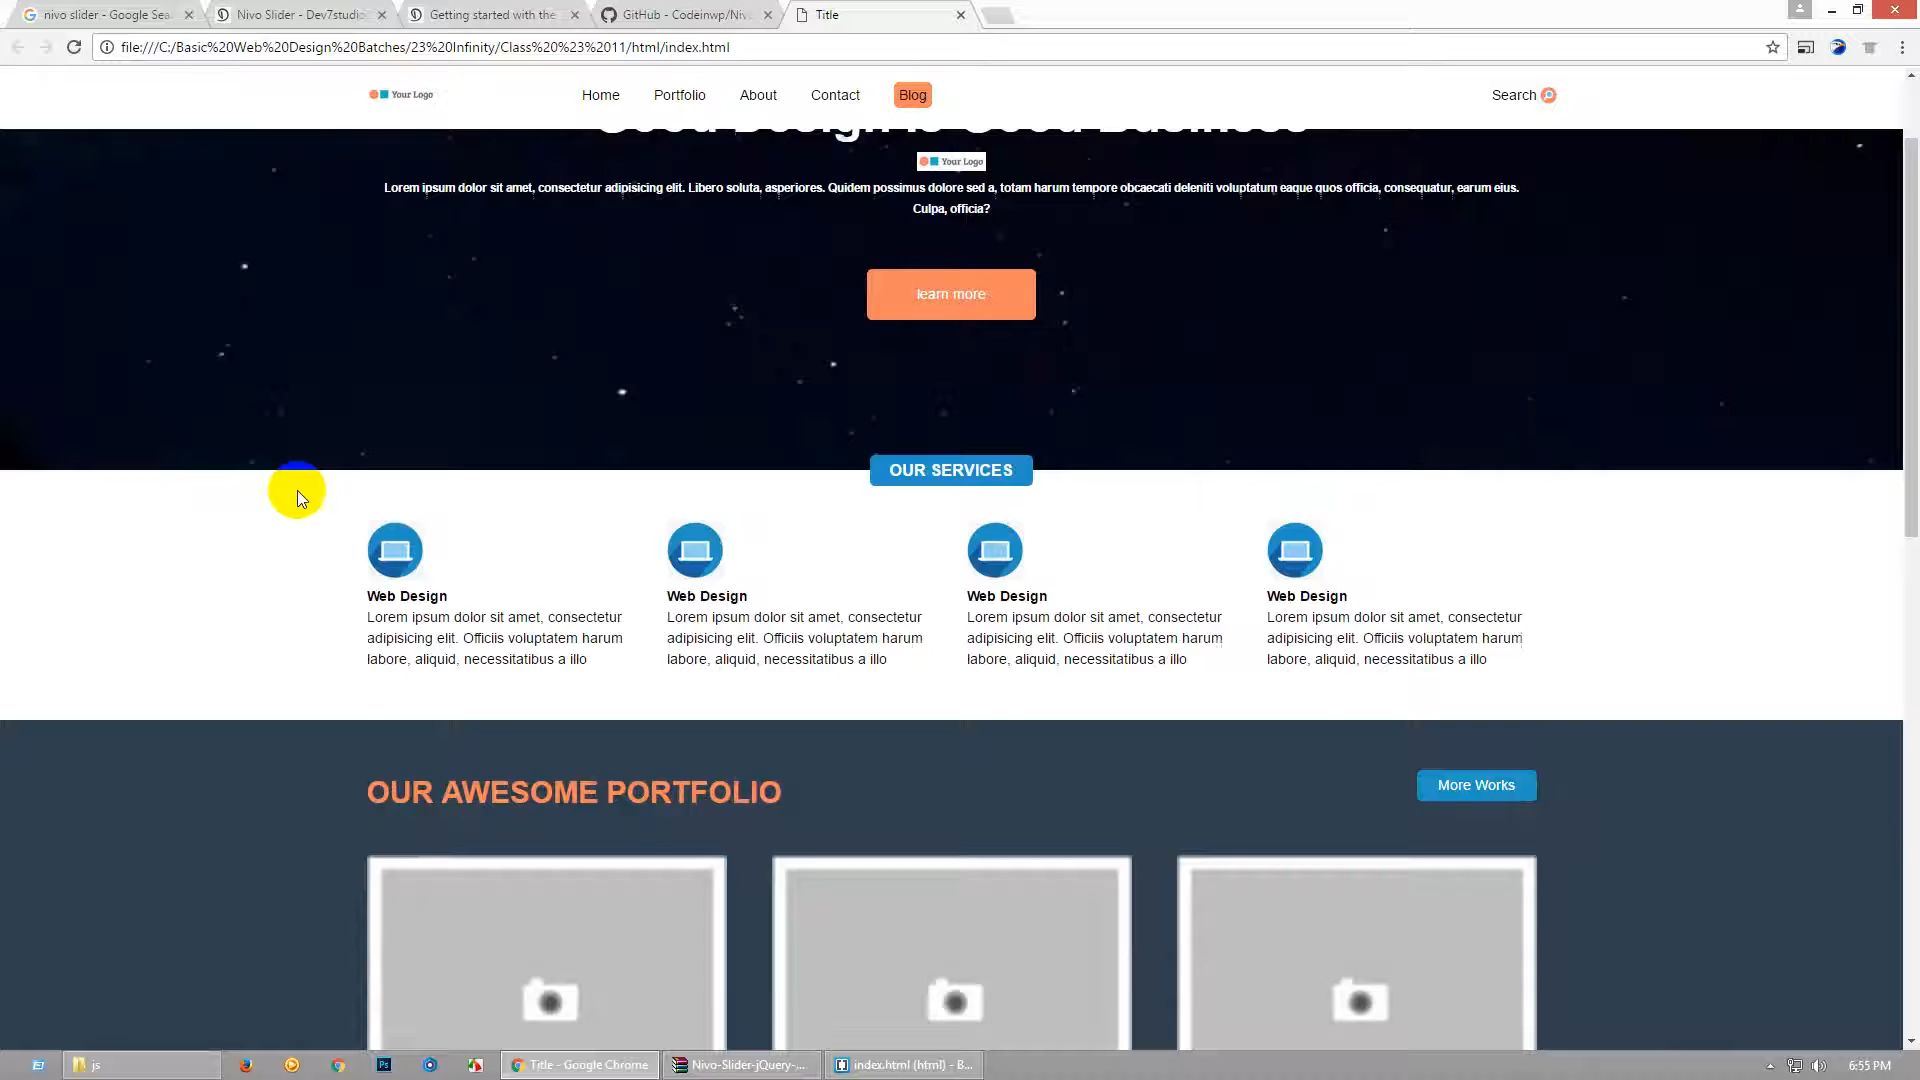 nivo slider - Google Sea
Nivo Slider - Dev7studio
Getting started with the
GitHub - Codeinwp/Niv
Title
file:///C:/Basic%20Web%20Design%20Batches/23%20Infinity/Class%20%23%2011/html/index.html
Your Logo
Home
Portfolio
About
Contact
Blog
Search
Good Design is Good Business
Your Logo
Lorem ipsum dolor sit amet, consectetur adipisicing elit. Libero soluta, asperiores. Quidem possimus dolore sed a, totam harum tempore obcaecati deleniti voluptatum eaque quos officia, consequatur, earum eius.
Culpa, officia?
learn more
OUR SERVICES
Web Design
Lorem ipsum dolor sit amet, consectetur
adipisicing elit. Officiis voluptatem harum
labore, aliquid, necessitatibus a illo
Web Design
Lorem ipsum dolor sit amet, consectetur
adipisicing elit. Officiis voluptatem harum
labore, aliquid, necessitatibus a illo
Web Design
Lorem ipsum dolor sit amet, consectetur
adipisicing elit. Officiis voluptatem harum
labore, aliquid, necessitatibus a illo
Web Design
Lorem ipsum dolor sit amet, consectetur
adipisicing elit. Officiis voluptatem harum
labore, aliquid, necessitatibus a illo
OUR AWESOME PORTFOLIO
More Works
js
Ps
Title - Google Chrome
Nivo-Slider-jQuery-...
index.html (html) - B...
6:55 PM